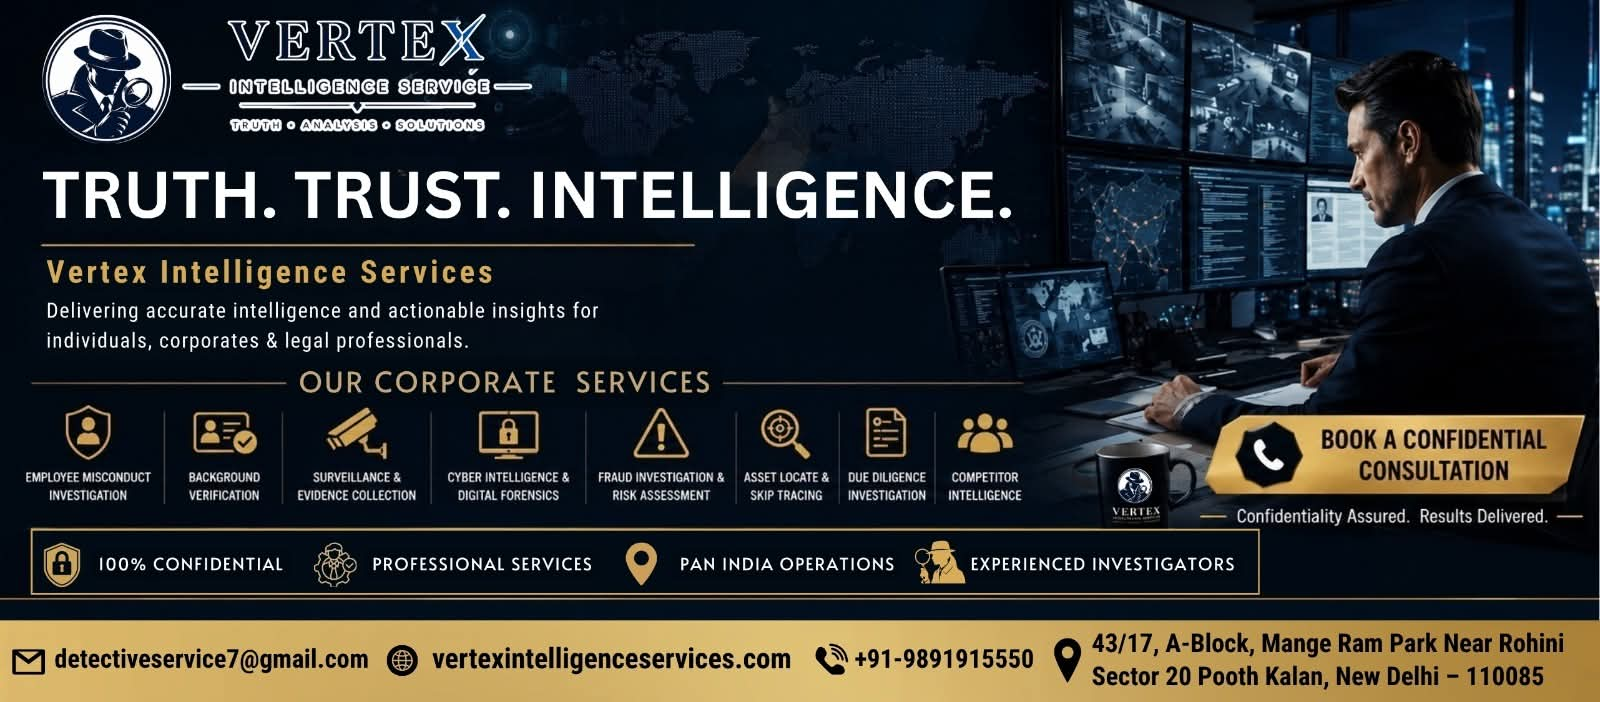 VERTEX
INTELLIGENCE SERVICE
TRUTH • ANALYSIS • SOLUTIONS
TRUTH. TRUST. INTELLIGENCE.
Vertex Intelligence Services
Delivering accurate intelligence and actionable insights for
individuals, corporates & legal professionals.
OUR CORPORATE SERVICES
EMPLOYEE MISCONDUCT
INVESTIGATION
BACKGROUND
VERIFICATION
SURVEILLANCE &
EVIDENCE COLLECTION
CYBER INTELLIGENCE &
DIGITAL FORENSICS
FRAUD INVESTIGATION &
RISK ASSESSMENT
ASSET LOCATE &
SKIP TRACING
DUE DILIGENCE
INVESTIGATION
COMPETITOR
INTELLIGENCE
VERTEX
BOOK A CONFIDENTIAL
CONSULTATION
Confidentiality Assured. Results Delivered.
100% CONFIDENTIAL
PROFESSIONAL SERVICES
PAN INDIA OPERATIONS
EXPERIENCED INVESTIGATORS
detectiveservice7@gmail.com
vertexintelligenceservices.com
+91-9891915550
43/17, A-Block, Mange Ram Park Near Rohini
Sector 20 Pooth Kalan, New Delhi – 110085